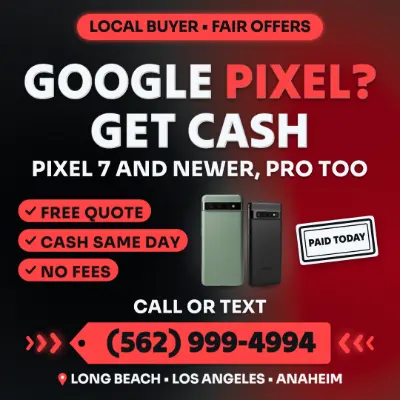 LOCAL BUYER • FAIR OFFERS
GOOGLE PIXEL?
GET CASH
PIXEL 7 AND NEWER, PRO TOO
FREE QUOTE
CASH SAME DAY
NO FEES
PAID TODAY
CALL OR TEXT
(562) 999-4994
LONG BEACH • LOS ANGELES • ANAHEIM